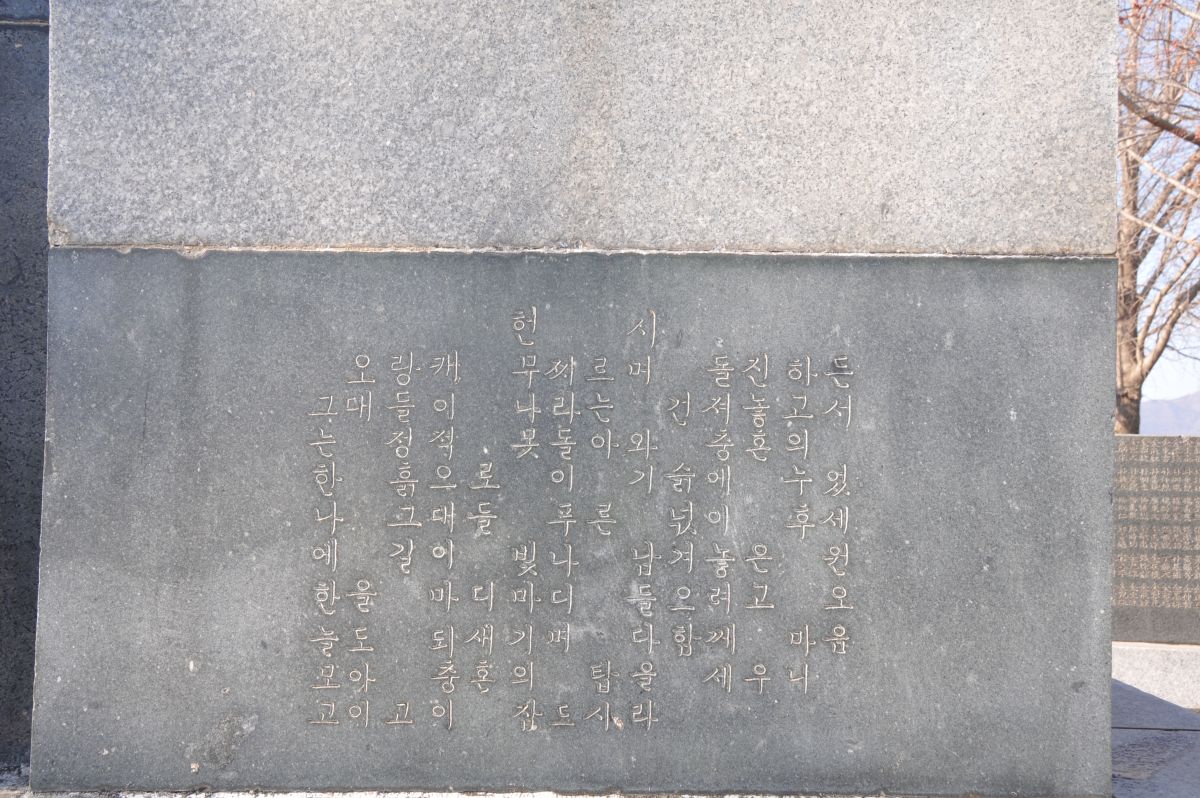 헌 시
오랑캐 무찌르며 돌진하든
그대들 이나라는 건져놓고서
는 정작 못돌아와 충혼의
한 흙으로 이기슭에 누었
나 그대들 푸른 넋이 후세
에 길이 빛나 남겨놓은 원
한을 마디마디 들으려고 오
늘도 되새기며 다함께 마음
모아 충혼의 탑을 세우니
고이고이 잠드시라